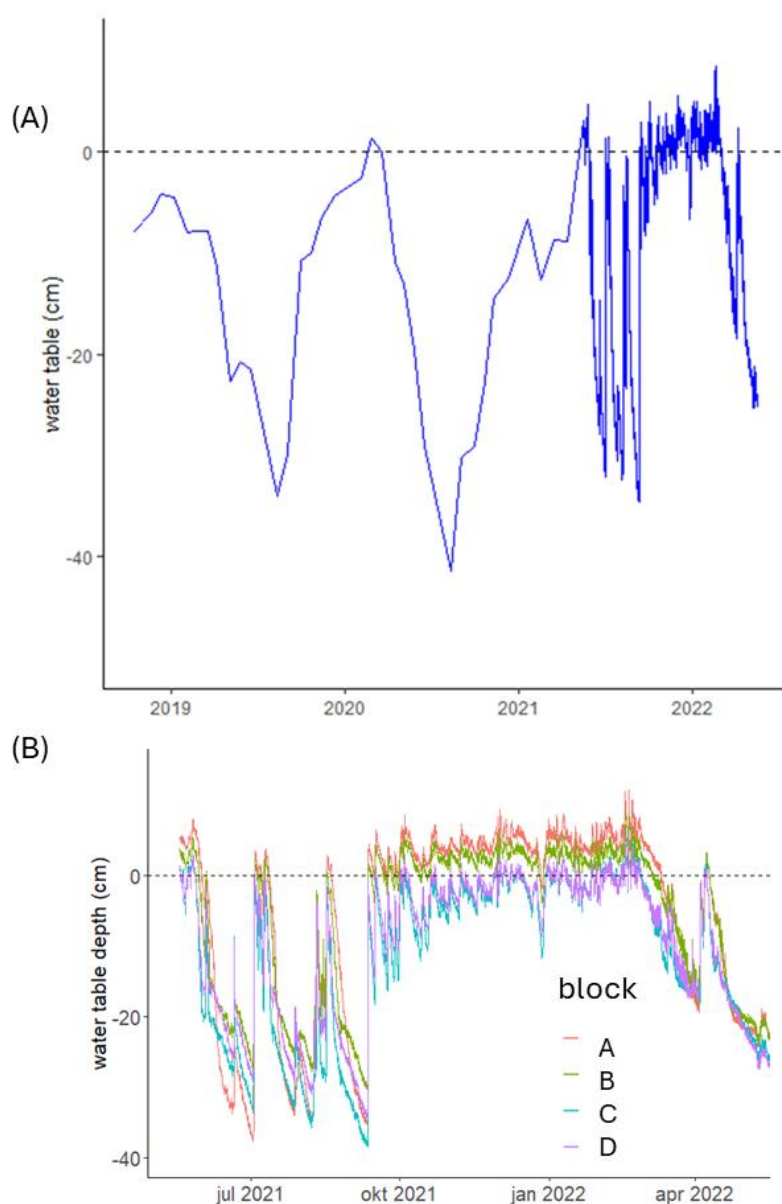 (A)
water table (cm)
0
-20
-40
2019 2020 2021 2022
(B)
water table depth (cm)
0
-20
-40
block
A
B
C
D
jul 2021 okt 2021 jan 2022 apr 2022